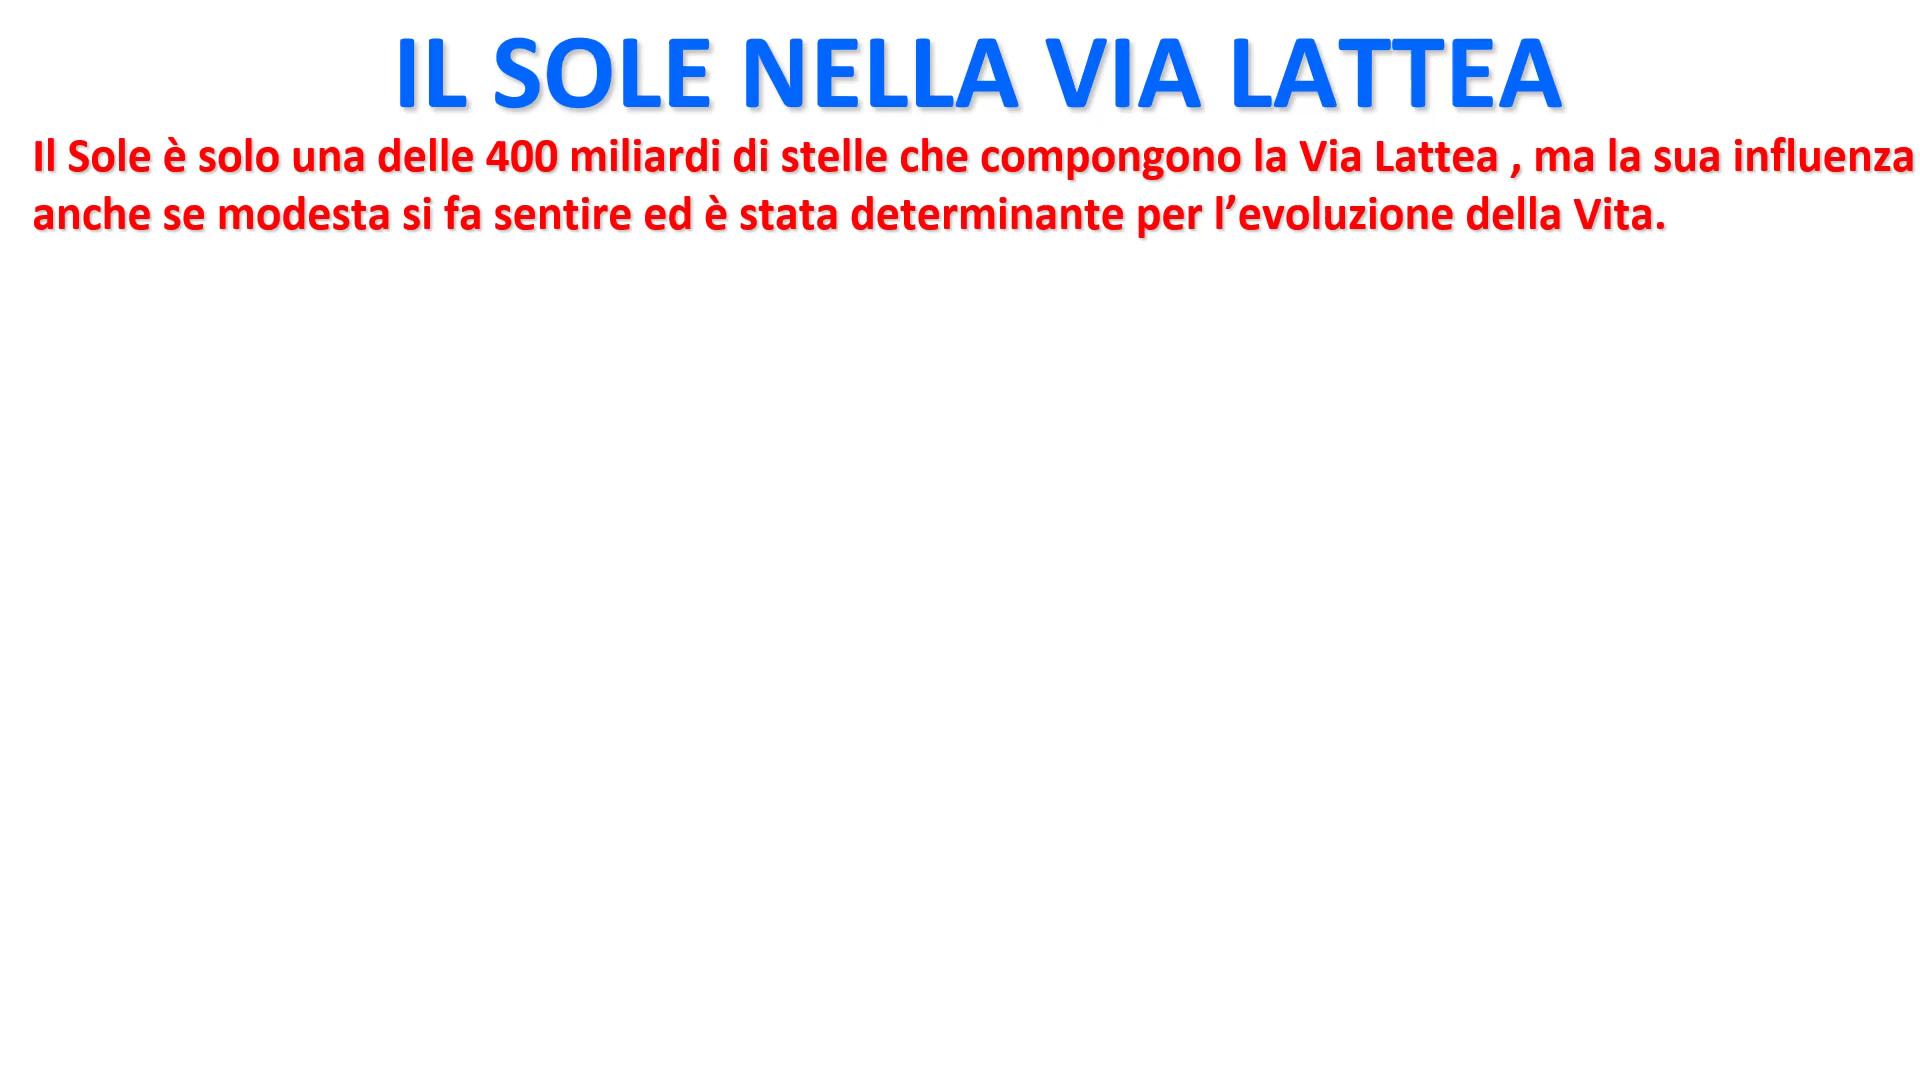 IL SOLE NELLA VIA LATTEA
Il Sole è solo una delle 400 miliardi di stelle che compongono la Via Lattea , ma la sua influenza
anche se modesta si fa sentire ed è stata determinante per l’evoluzione della Vita.